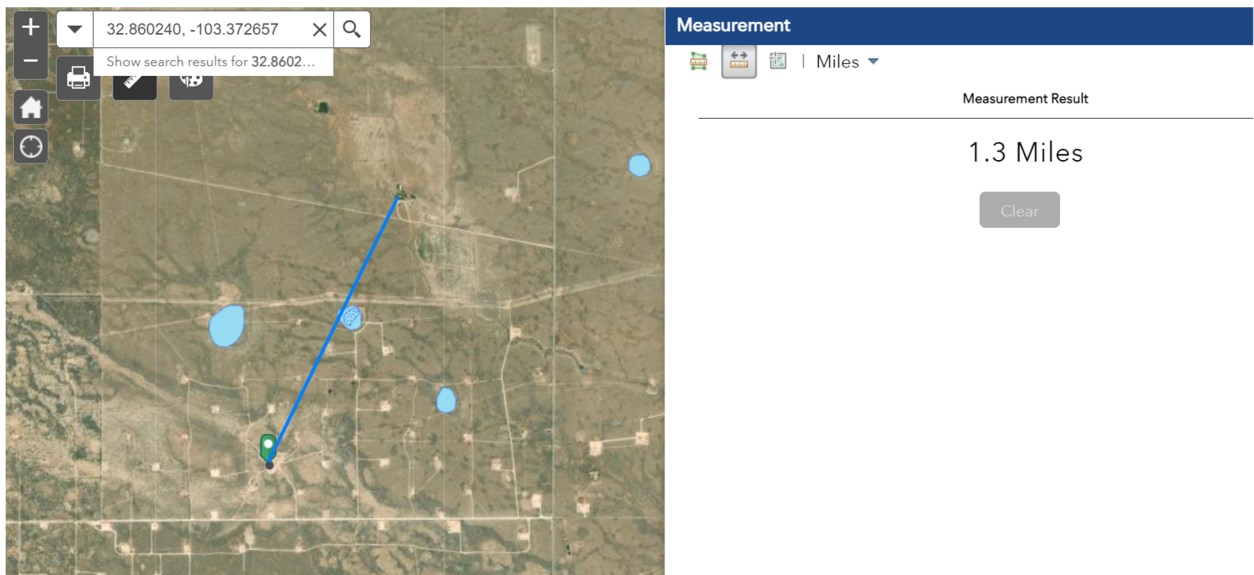 +
32.860240, -103.372657
Show search results for 32.8602...
−
Measurement
Miles
Measurement Result
1.3 Miles
Clear